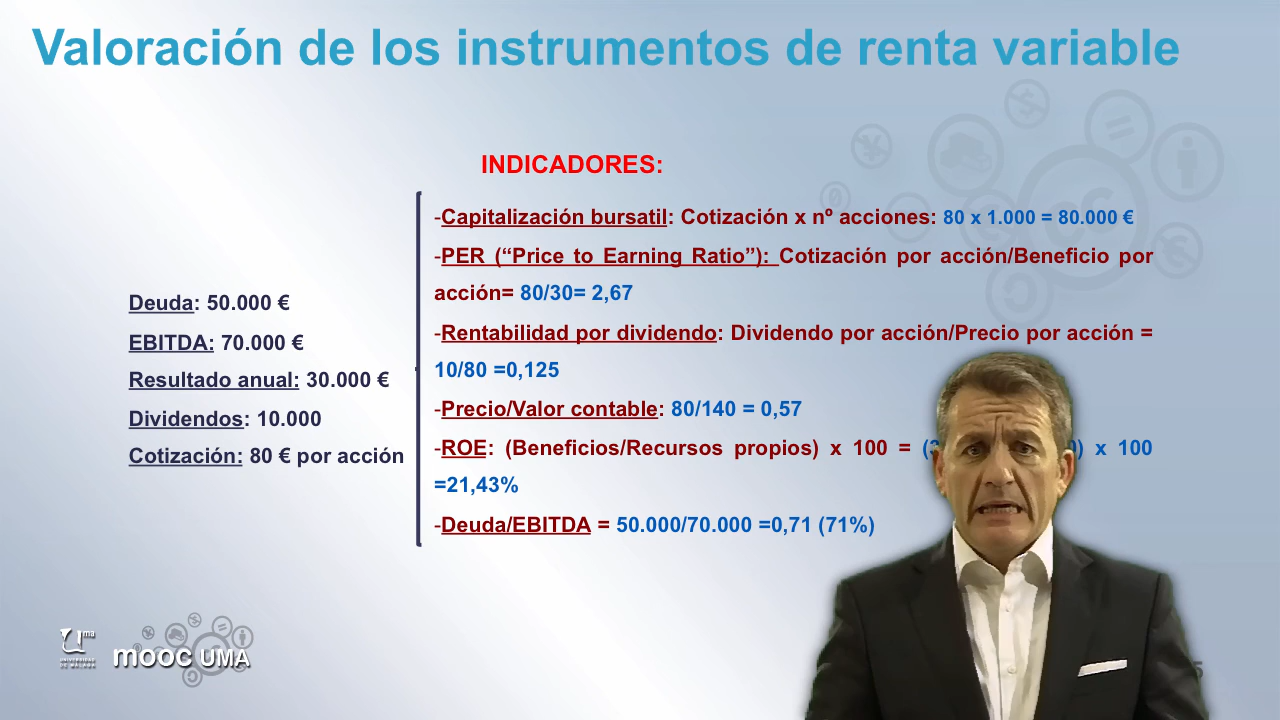 Valoración de los instrumentos de renta variable
INDICADORES:
-Capitalización bursatil: Cotización x nº acciones: 80 x 1.000 = 80.000 €
-PER (“Price to Earning Ratio”): Cotización por acción/Beneficio por
acción= 80/30= 2,67
-Rentabilidad por dividendo: Dividendo por acción/Precio por acción =
10/80 =0,125
-Precio/Valor contable: 80/140 = 0,57
-ROE: (Beneficios/Recursos propios) x 100 = ) x 100
=21,43%
-Deuda/EBITDA = 50.000/70.000 =0,71 (71%)
Deuda: 50.000 €
EBITDA: 70.000 €
Resultado anual: 30.000 €
Dividendos: 10.000
Cotización: 80 € por acción
uma
UNIVERSIDAD
DE MÁLAGA
mooc UMA